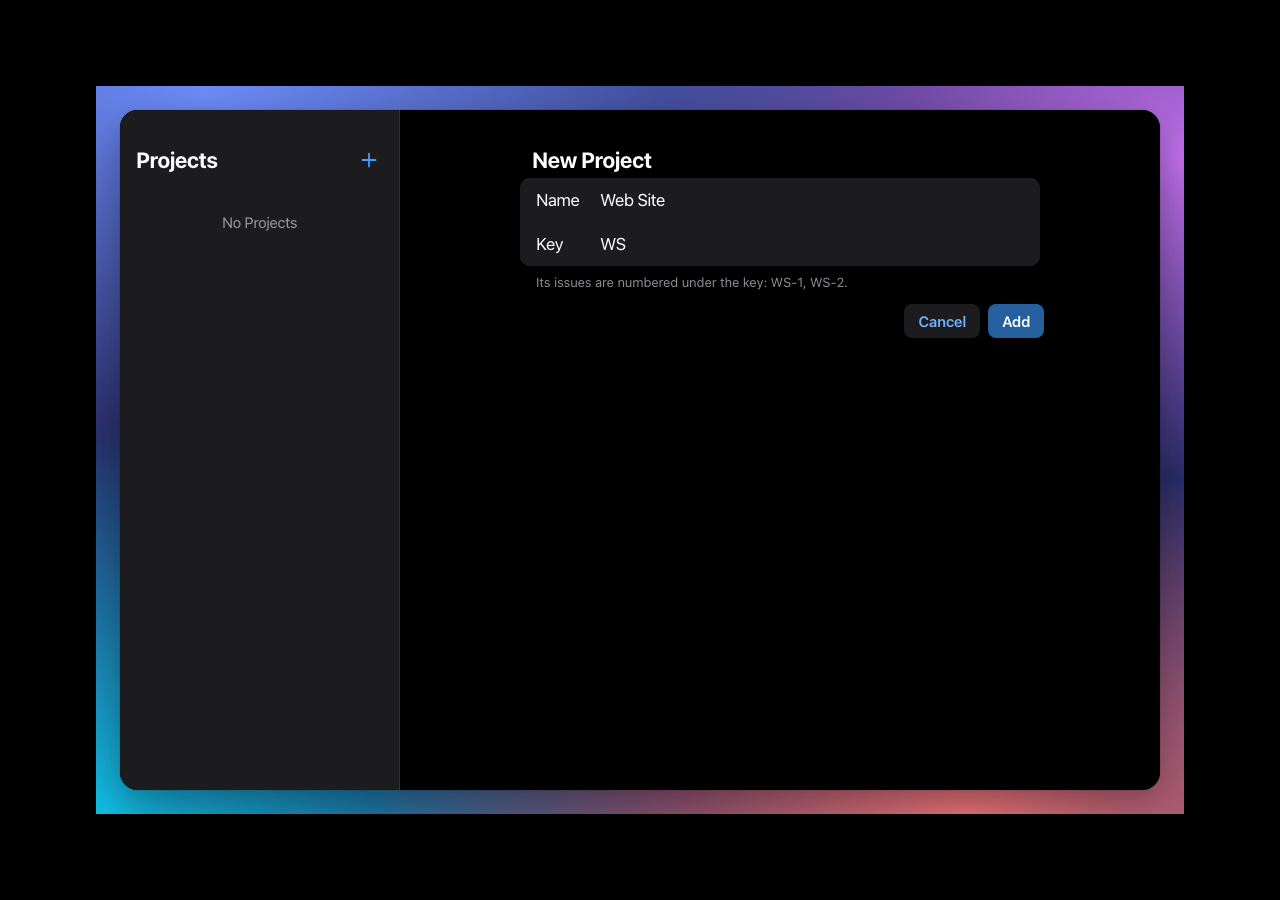 Projects
No Projects
New Project
Name Web Site
Key WS
Its issues are numbered under the key: WS-1, WS-2.
Cancel Add